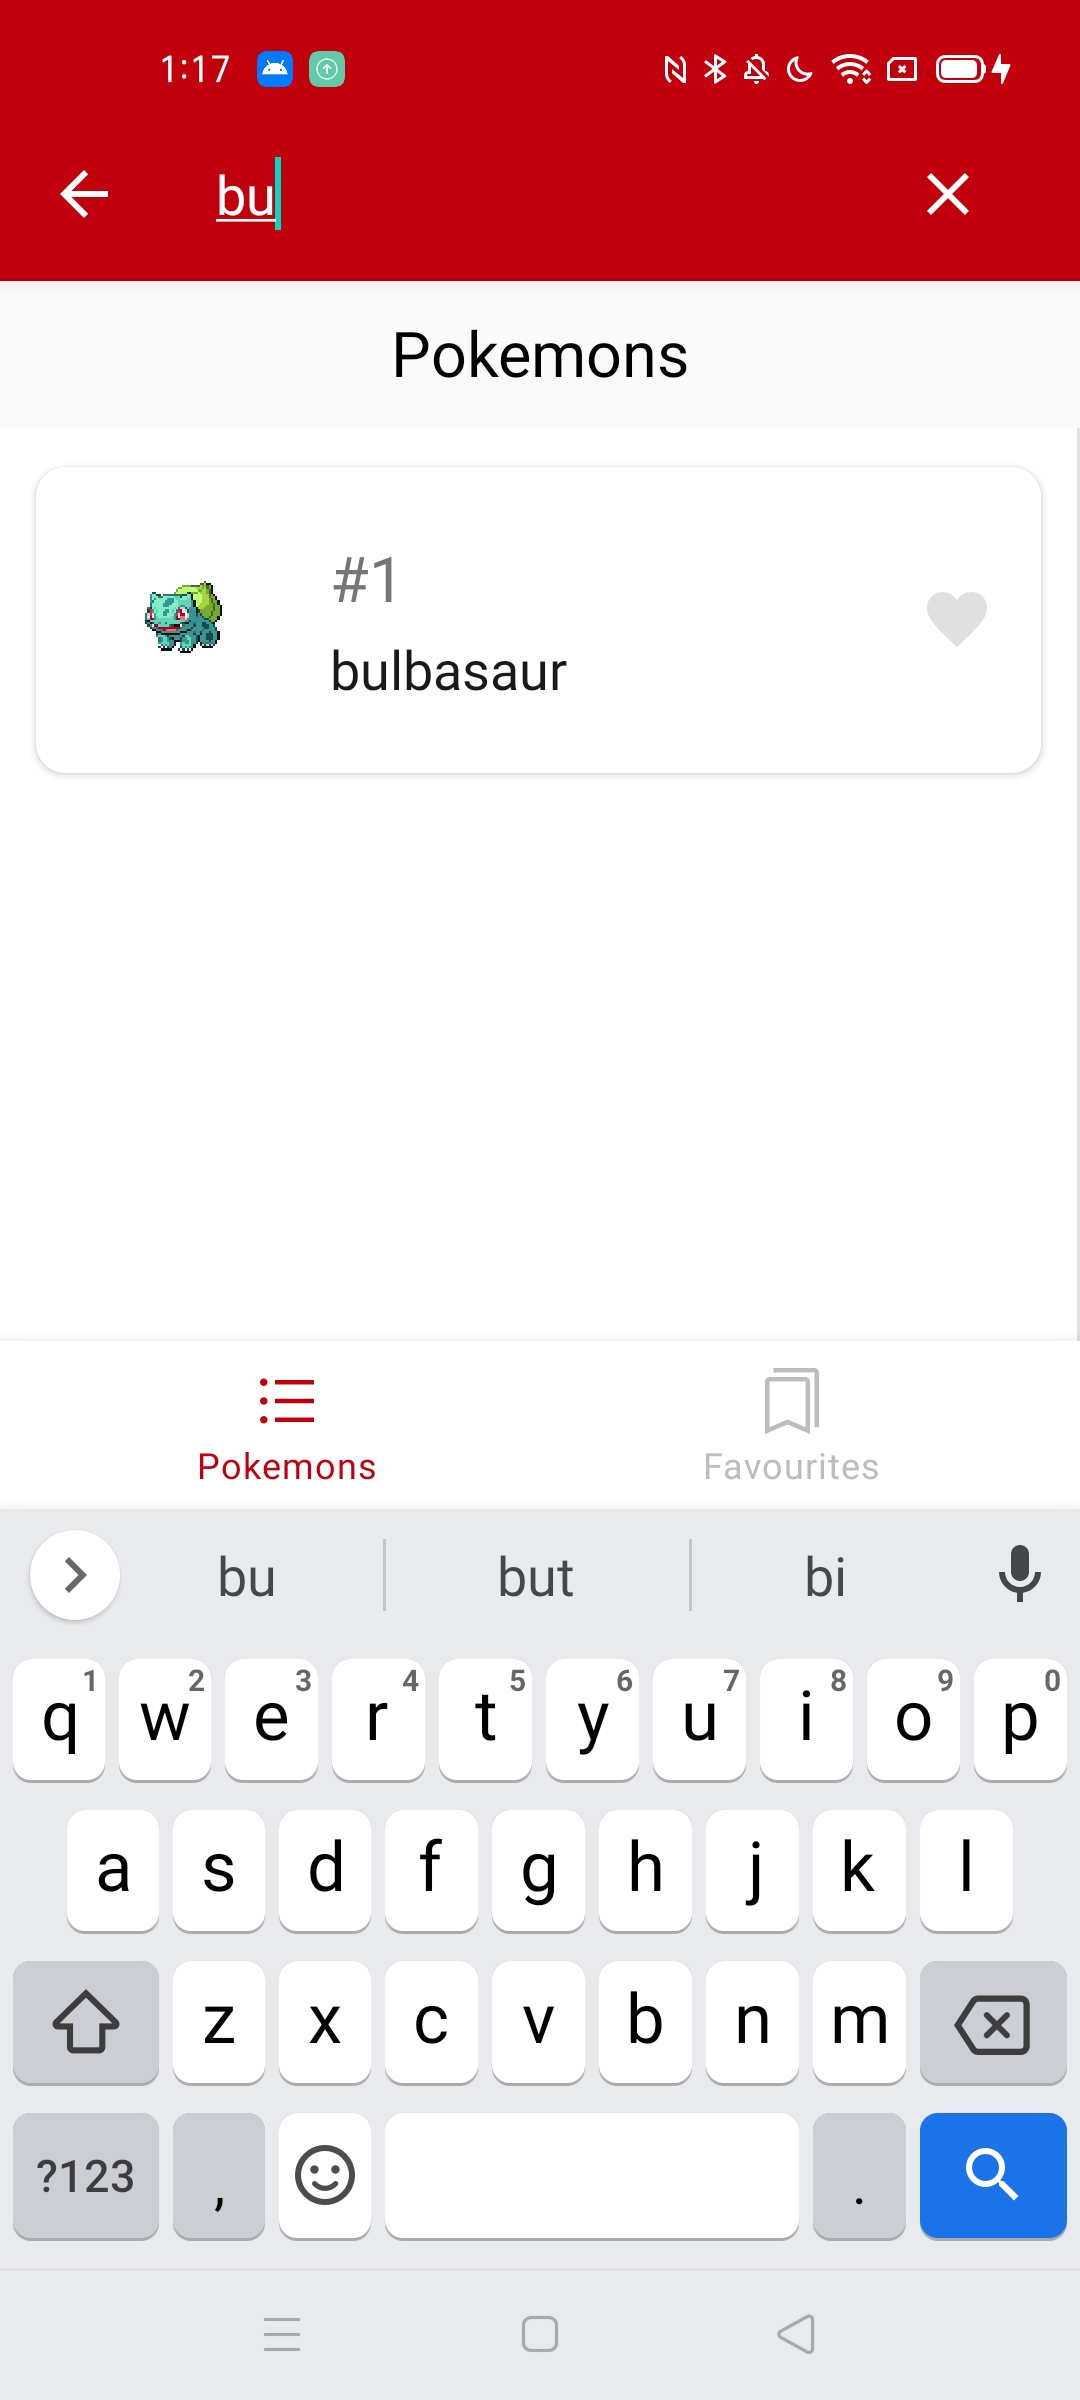 1:17
bu
Pokemons
#1
bulbasaur
Pokemons Favourites
bu but bi
1 2 3 4 5 6 7 8 9 0
q w e r t y u i o p
a s d f g h j k l
z x c v b n m
?123 , .